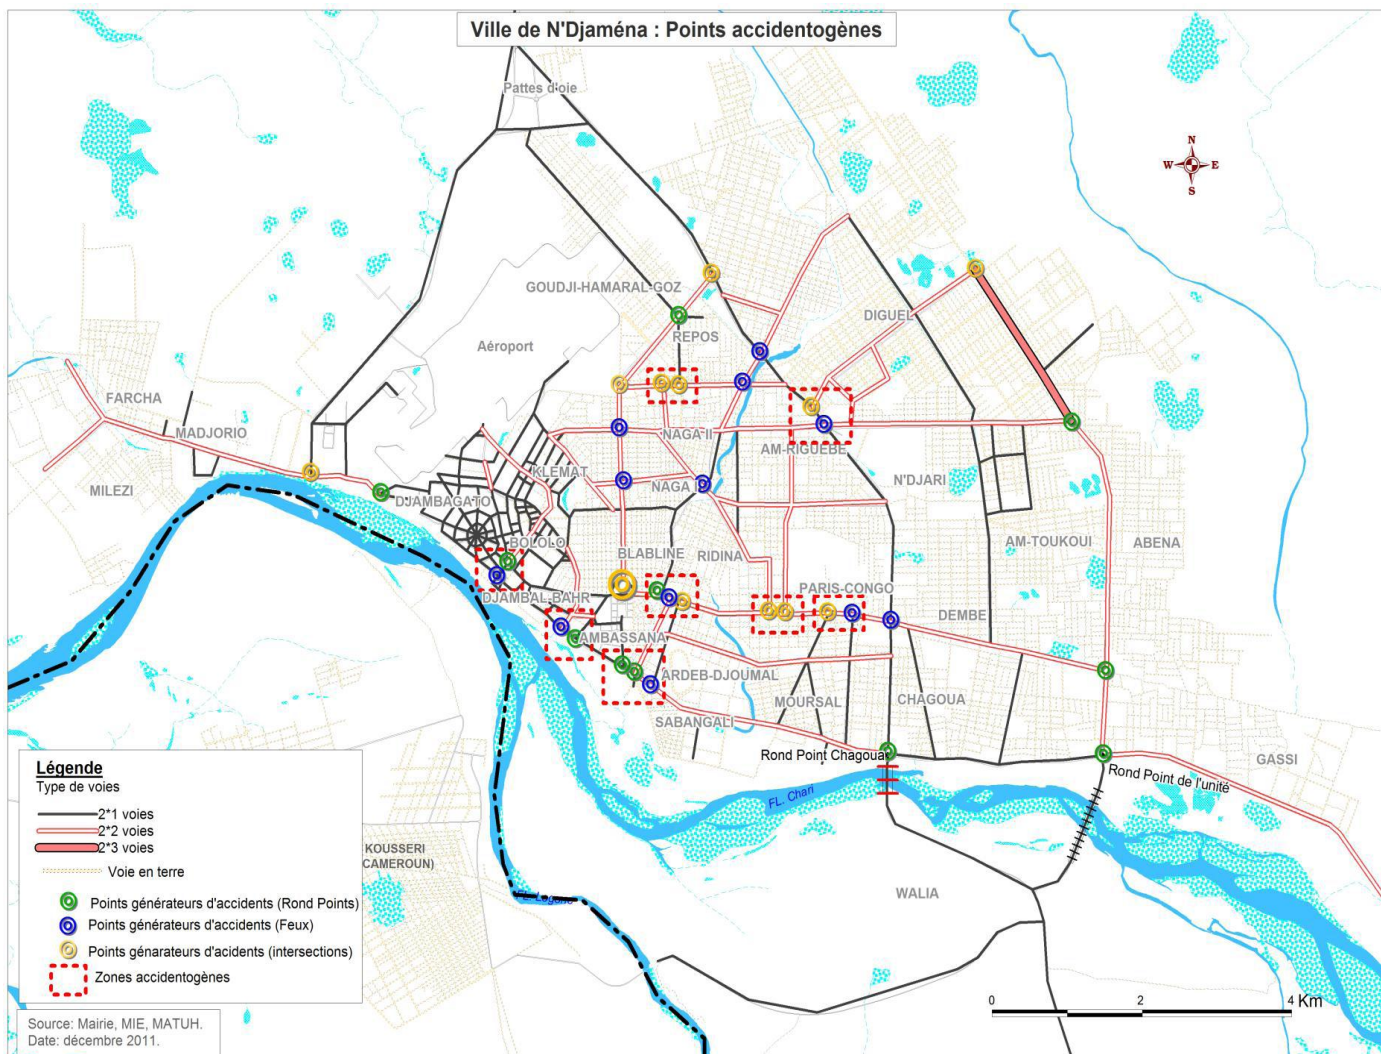 Ville de N'Djaména : Points accidentogènes
Pattes d'oie
N
W E
S
GOUDJI-HAMARAL-GOZ
DIGUEL
REPOS
Aéroport
FARCHA
MADJORIO
NAGA II
AM-RIGUEBE
KLEMAT
NAGA I
N'DJARI
MILEZI
DJAMBAGATO
BOLOLO
AM-TOUKOUI
ABENA
BLABLINE
RIDINA
PARIS-CONGO
DJAMBAL-BAHR
DEMBE
AMBASSANA
ARDEB-DJOUMAL
MOURSAL
CHAGOUA
SABANGALI
Rond Point Chagoua
GASSI
Rond Point de l'unité
FL. Chari
KOUSSERI
(CAMEROUN)
WALIA
FL. Logone
Légende
Type de voies
2*1 voies
2*2 voies
2*3 voies
Voie en terre
Points générateurs d'accidents (Rond Points)
Points générateurs d'accidents (Feux)
Points génarateurs d'acidents (intersections)
Zones accidentogènes
0 2 4 Km
Source: Mairie, MIE, MATUH.
Date: décembre 2011.